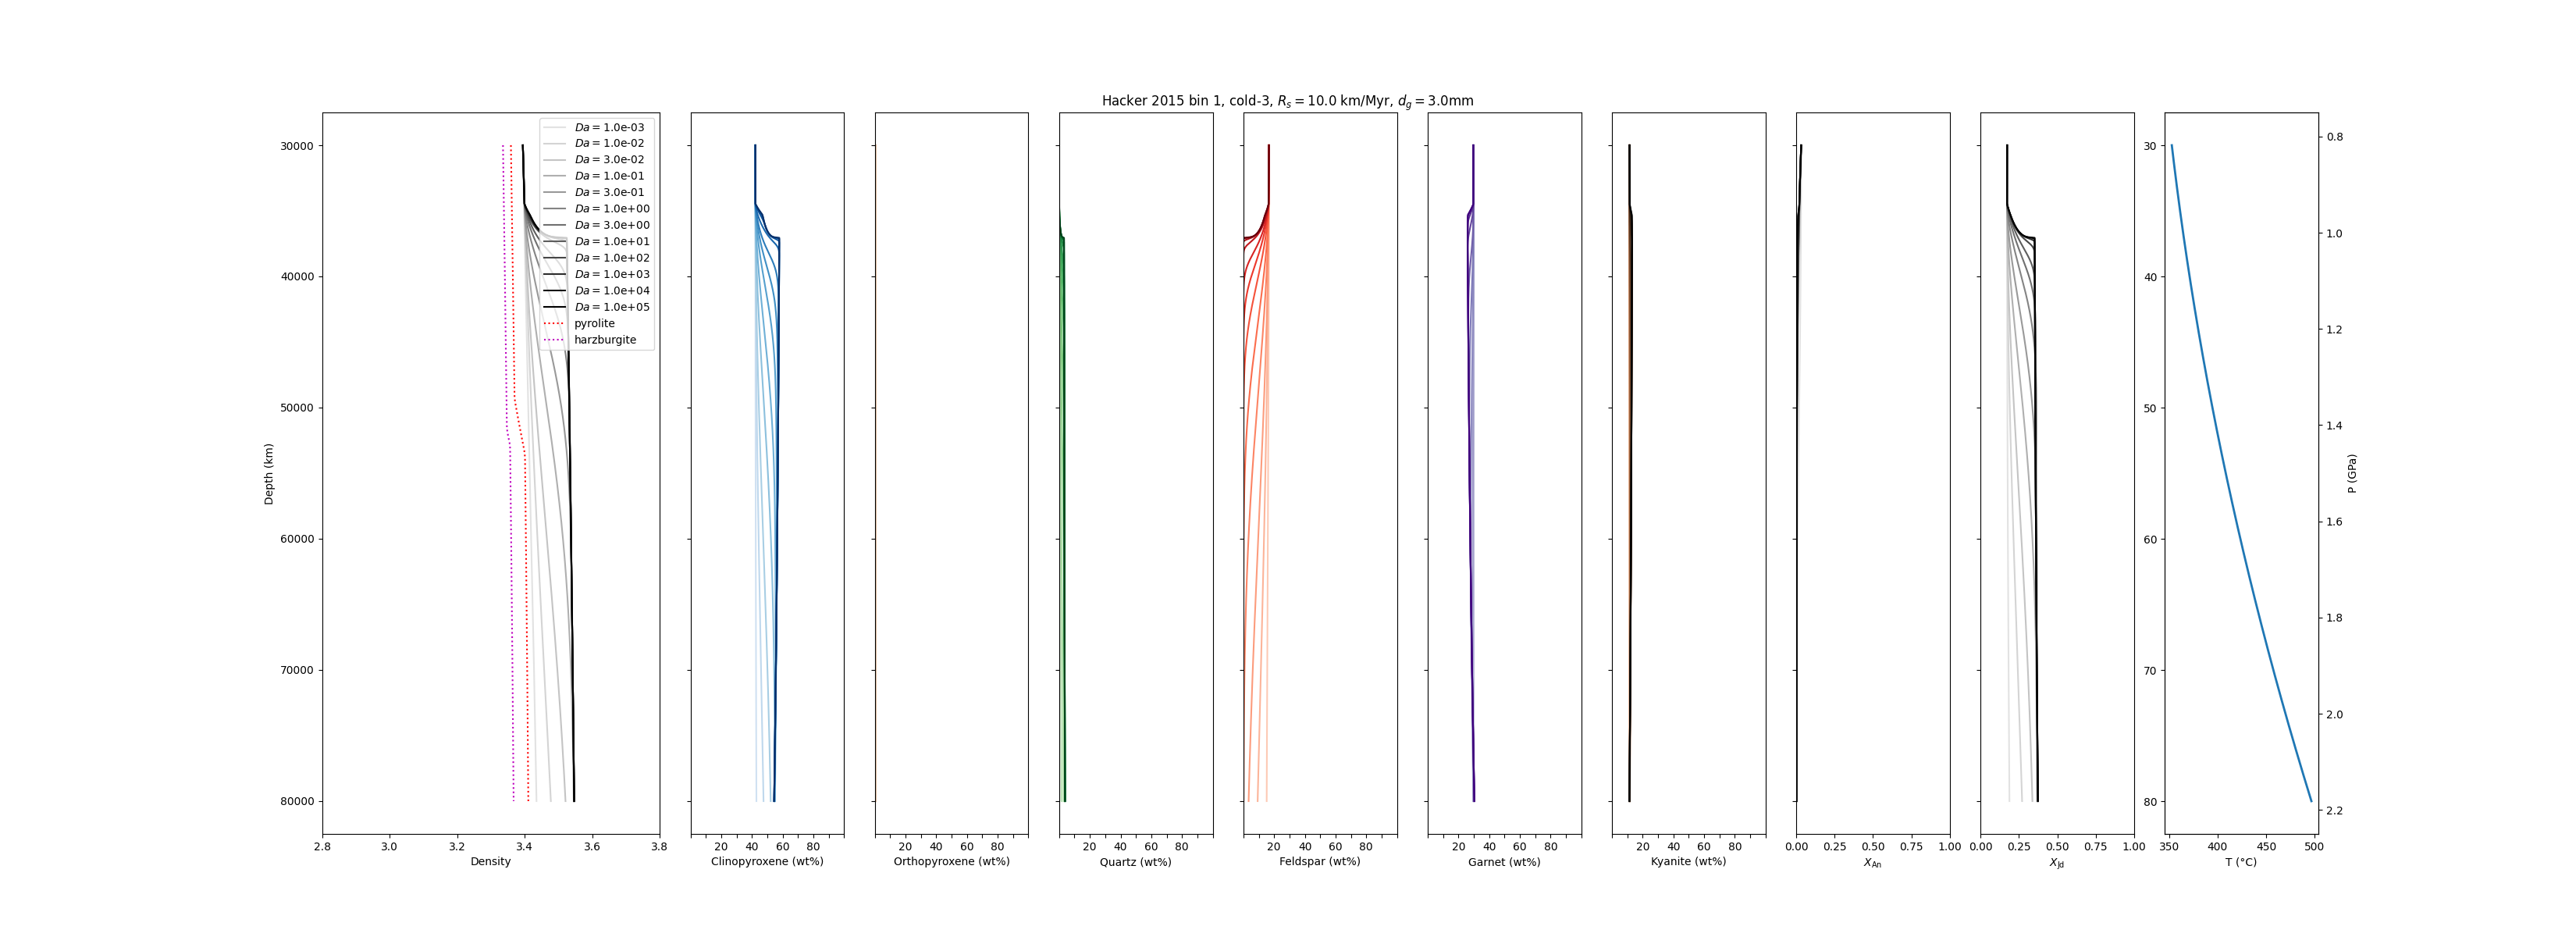 Hacker 2015 bin 1, cold-3, R_s = 10.0 km/Myr, d_g = 3.0mm
Depth (km)
30000
40000
50000
60000
70000
80000
2.8 3.0 3.2 3.4 3.6 3.8
Density
Da = 1.0e-03
Da = 1.0e-02
Da = 3.0e-02
Da = 1.0e-01
Da = 3.0e-01
Da = 1.0e+00
Da = 3.0e+00
Da = 1.0e+01
Da = 1.0e+02
Da = 1.0e+03
Da = 1.0e+04
Da = 1.0e+05
pyrolite
harzburgite
20 40 60 80
Clinopyroxene (wt%)
20 40 60 80
Orthopyroxene (wt%)
20 40 60 80
Quartz (wt%)
20 40 60 80
Feldspar (wt%)
20 40 60 80
Garnet (wt%)
20 40 60 80
Kyanite (wt%)
0.00 0.25 0.50 0.75 1.00
X_An
0.00 0.25 0.50 0.75 1.00
X_Jd
30
40
50
60
70
80
350 400 450 500
T (°C)
0.8
1.0
1.2
1.4
1.6
1.8
2.0
2.2
P (GPa)